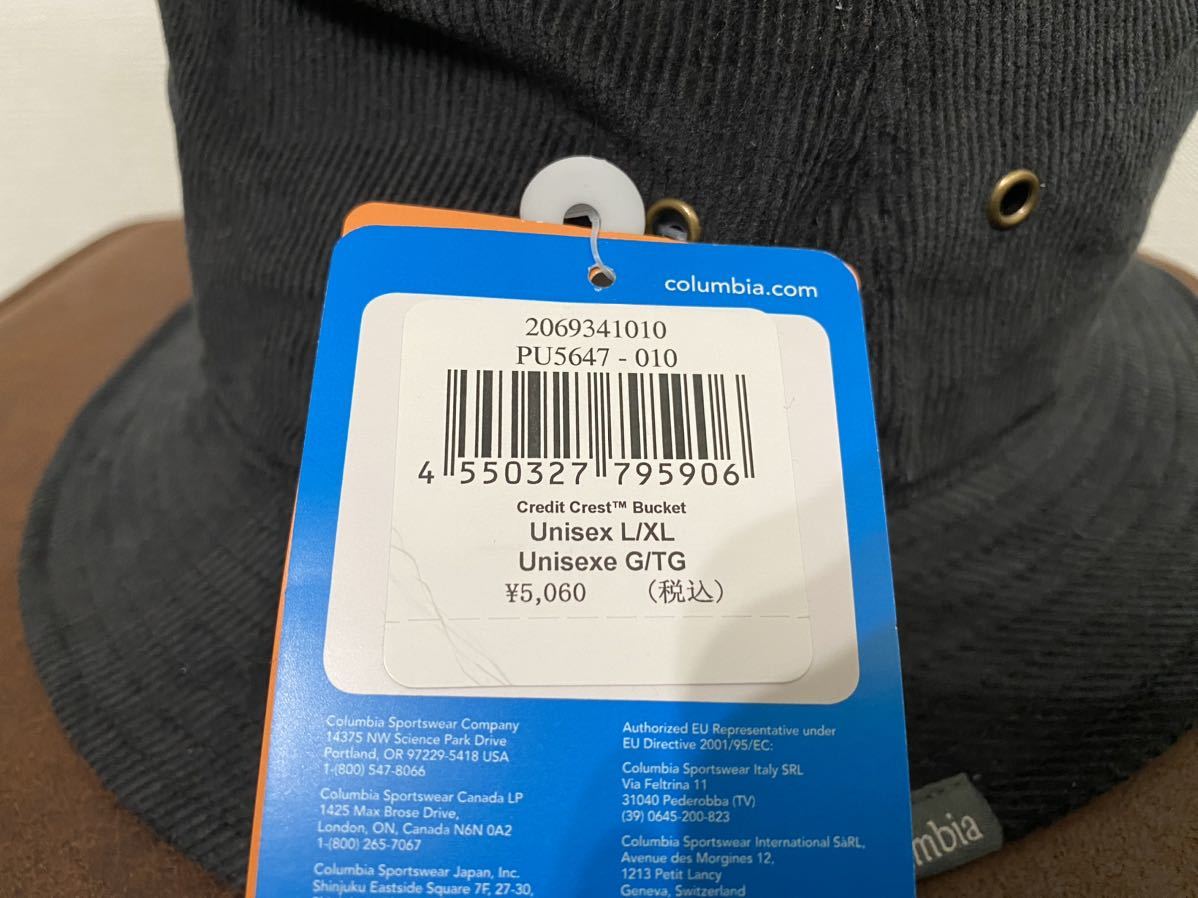 columbia.com
2069341010
PU5647 - 010
4 550327 795906
Credit Crest™ Bucket
Unisex L/XL
Unisexe G/TG
¥5,060 (税込)
Columbia Sportswear Company
14375 NW Science Park Drive
Portland, OR 97229-5418 USA
1-(800) 547-8066
Columbia Sportswear Canada LP
1425 Max Brose Drive,
London, ON, Canada N6N 0A2
1-(800) 265-7067
Columbia Sportswear Japan, Inc.
Shinjuku Eastside Square 7F, 27-30,
Authorized EU Representative under
EU Directive 2001/95/EC:
Columbia Sportswear Italy SRL
Via Feltrina 11
31040 Pederobba (TV)
(39) 0645-200-823
Columbia Sportswear International SàRL,
Avenue des Morgines 12,
1213 Petit Lancy
Geneva, Switzerland
mbia